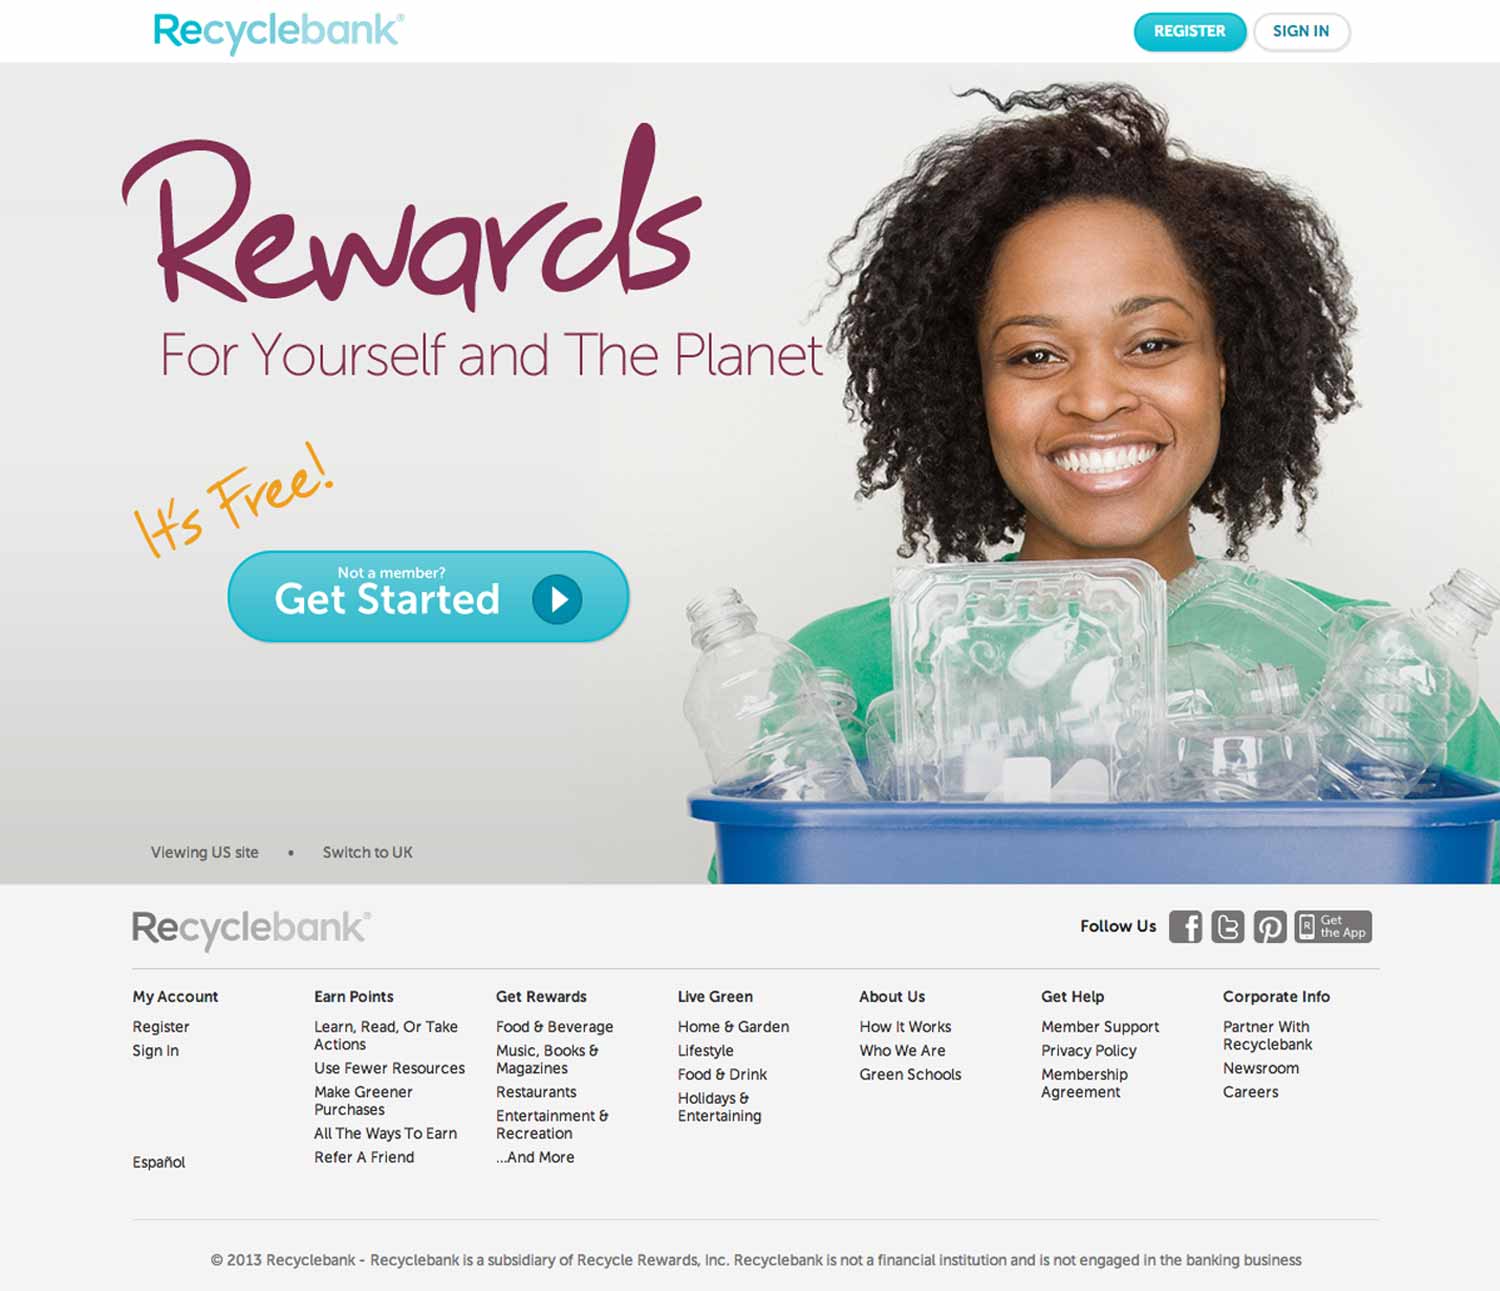 Recyclebank®
REGISTER
SIGN IN
Rewards
For Yourself and The Planet
It's Free!
Not a member?
Get Started
Viewing US site • Switch to UK
Recyclebank®
Follow Us
Get
the App
My Account
Register
Sign In
Español
Earn Points
Learn, Read, Or Take
Actions
Use Fewer Resources
Make Greener
Purchases
All The Ways To Earn
Refer A Friend
Get Rewards
Food & Beverage
Music, Books &
Magazines
Restaurants
Entertainment &
Recreation
...And More
Live Green
Home & Garden
Lifestyle
Food & Drink
Holidays &
Entertaining
About Us
How It Works
Who We Are
Green Schools
Get Help
Member Support
Privacy Policy
Membership
Agreement
Corporate Info
Partner With
Recyclebank
Newsroom
Careers
© 2013 Recyclebank - Recyclebank is a subsidiary of Recycle Rewards, Inc. Recyclebank is not a financial institution and is not engaged in the banking business